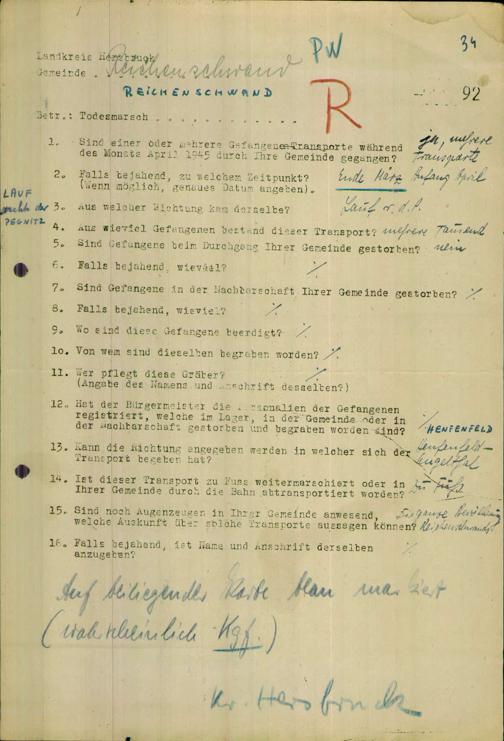 34
PW
Landkreis Hersbruck
Gemeinde . Reichenschwand
REICHENSCHWAND
R
92
Betr.: Todesmarsch . . . . . . . . . . . . .
1. Sind einer oder mehrere Gefangenen-Transporte während ja, mehrere
des Monats April 1945 durch Ihre Gemeinde gegangen? Transporte
2. Falls bejahend, zu welchem Zeitpunkt? Ende März Anfang April
(Wenn möglich, genaues Datum angeben).
LAUF
rechts der
PEGNITZ
3. Aus welcher Richtung kam derselbe? Lauf r. d. P.
4. Aus wieviel Gefangenen bestand dieser Transport? mehrere Tausend
5. Sind Gefangene beim Durchgang Ihrer Gemeinde gestorben? nein
6. Falls bejahend, wieviel? ·/.
7. Sind Gefangene in der Nachbarschaft Ihrer Gemeinde gestorben? ·/.
8. Falls bejahend, wieviel? ·/.
9. Wo sind diese Gefangene beerdigt? ·/.
10. Von wem sind dieselben begraben worden? ·/.
11. Wer pflegt diese Gräber? ·/.
(Angabe des Namens und Anschrift desselben?)
12. Hat der Bürgermeister die Personalien der Gefangenen
registriert, welche im Lager, in der Gemeinde oder in ·/.
der Nachbarschaft gestorben und begraben worden sind? HENFENFELD
13. Kann die Richtung angegeben werden in welcher sich der Henfenfeld-
Transport begeben hat? Engelthal
14. Ist dieser Transport zu Fuss weitermarschiert oder in
Ihrer Gemeinde durch die Bahn abtransportiert worden? zu Fuß
15. Sind noch Augenzeugen in Ihrer Gemeinde anwesend, ganze Bevölkerung
welche Auskunft über solche Transporte aussagen können? Reichenschwands
16. Falls bejahend, ist Name und Anschrift derselben
anzugeben? ·/.
Auf beiliegender Karte blau markiert
(wahrscheinlich Kgf.)
Kr. Hersbruck